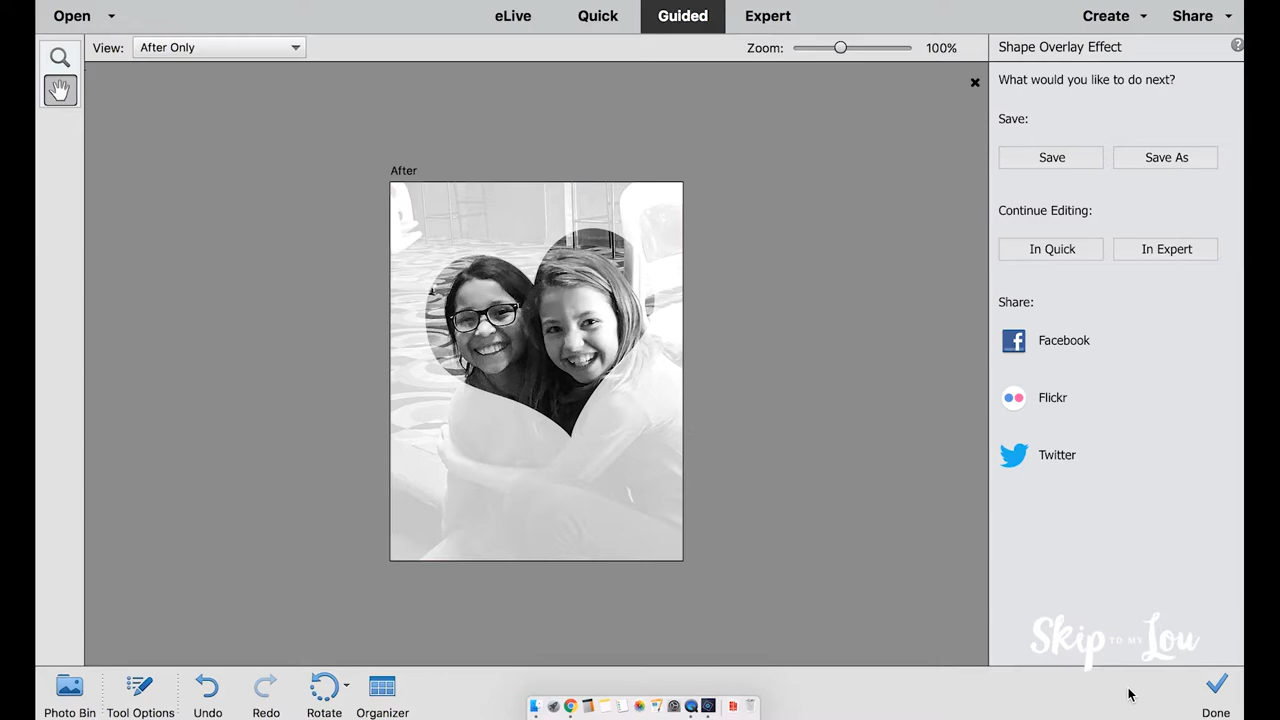 Open eLive Quick Guided Expert Create Share
View: After Only Zoom: 100% Shape Overlay Effect ?
What would you like to do next?
Save:
Save Save As
After
Continue Editing:
In Quick In Expert
Share:
Facebook
Flickr
Twitter
Skip TO MY Lou
Photo Bin Tool Options Undo Redo Rotate Organizer Done